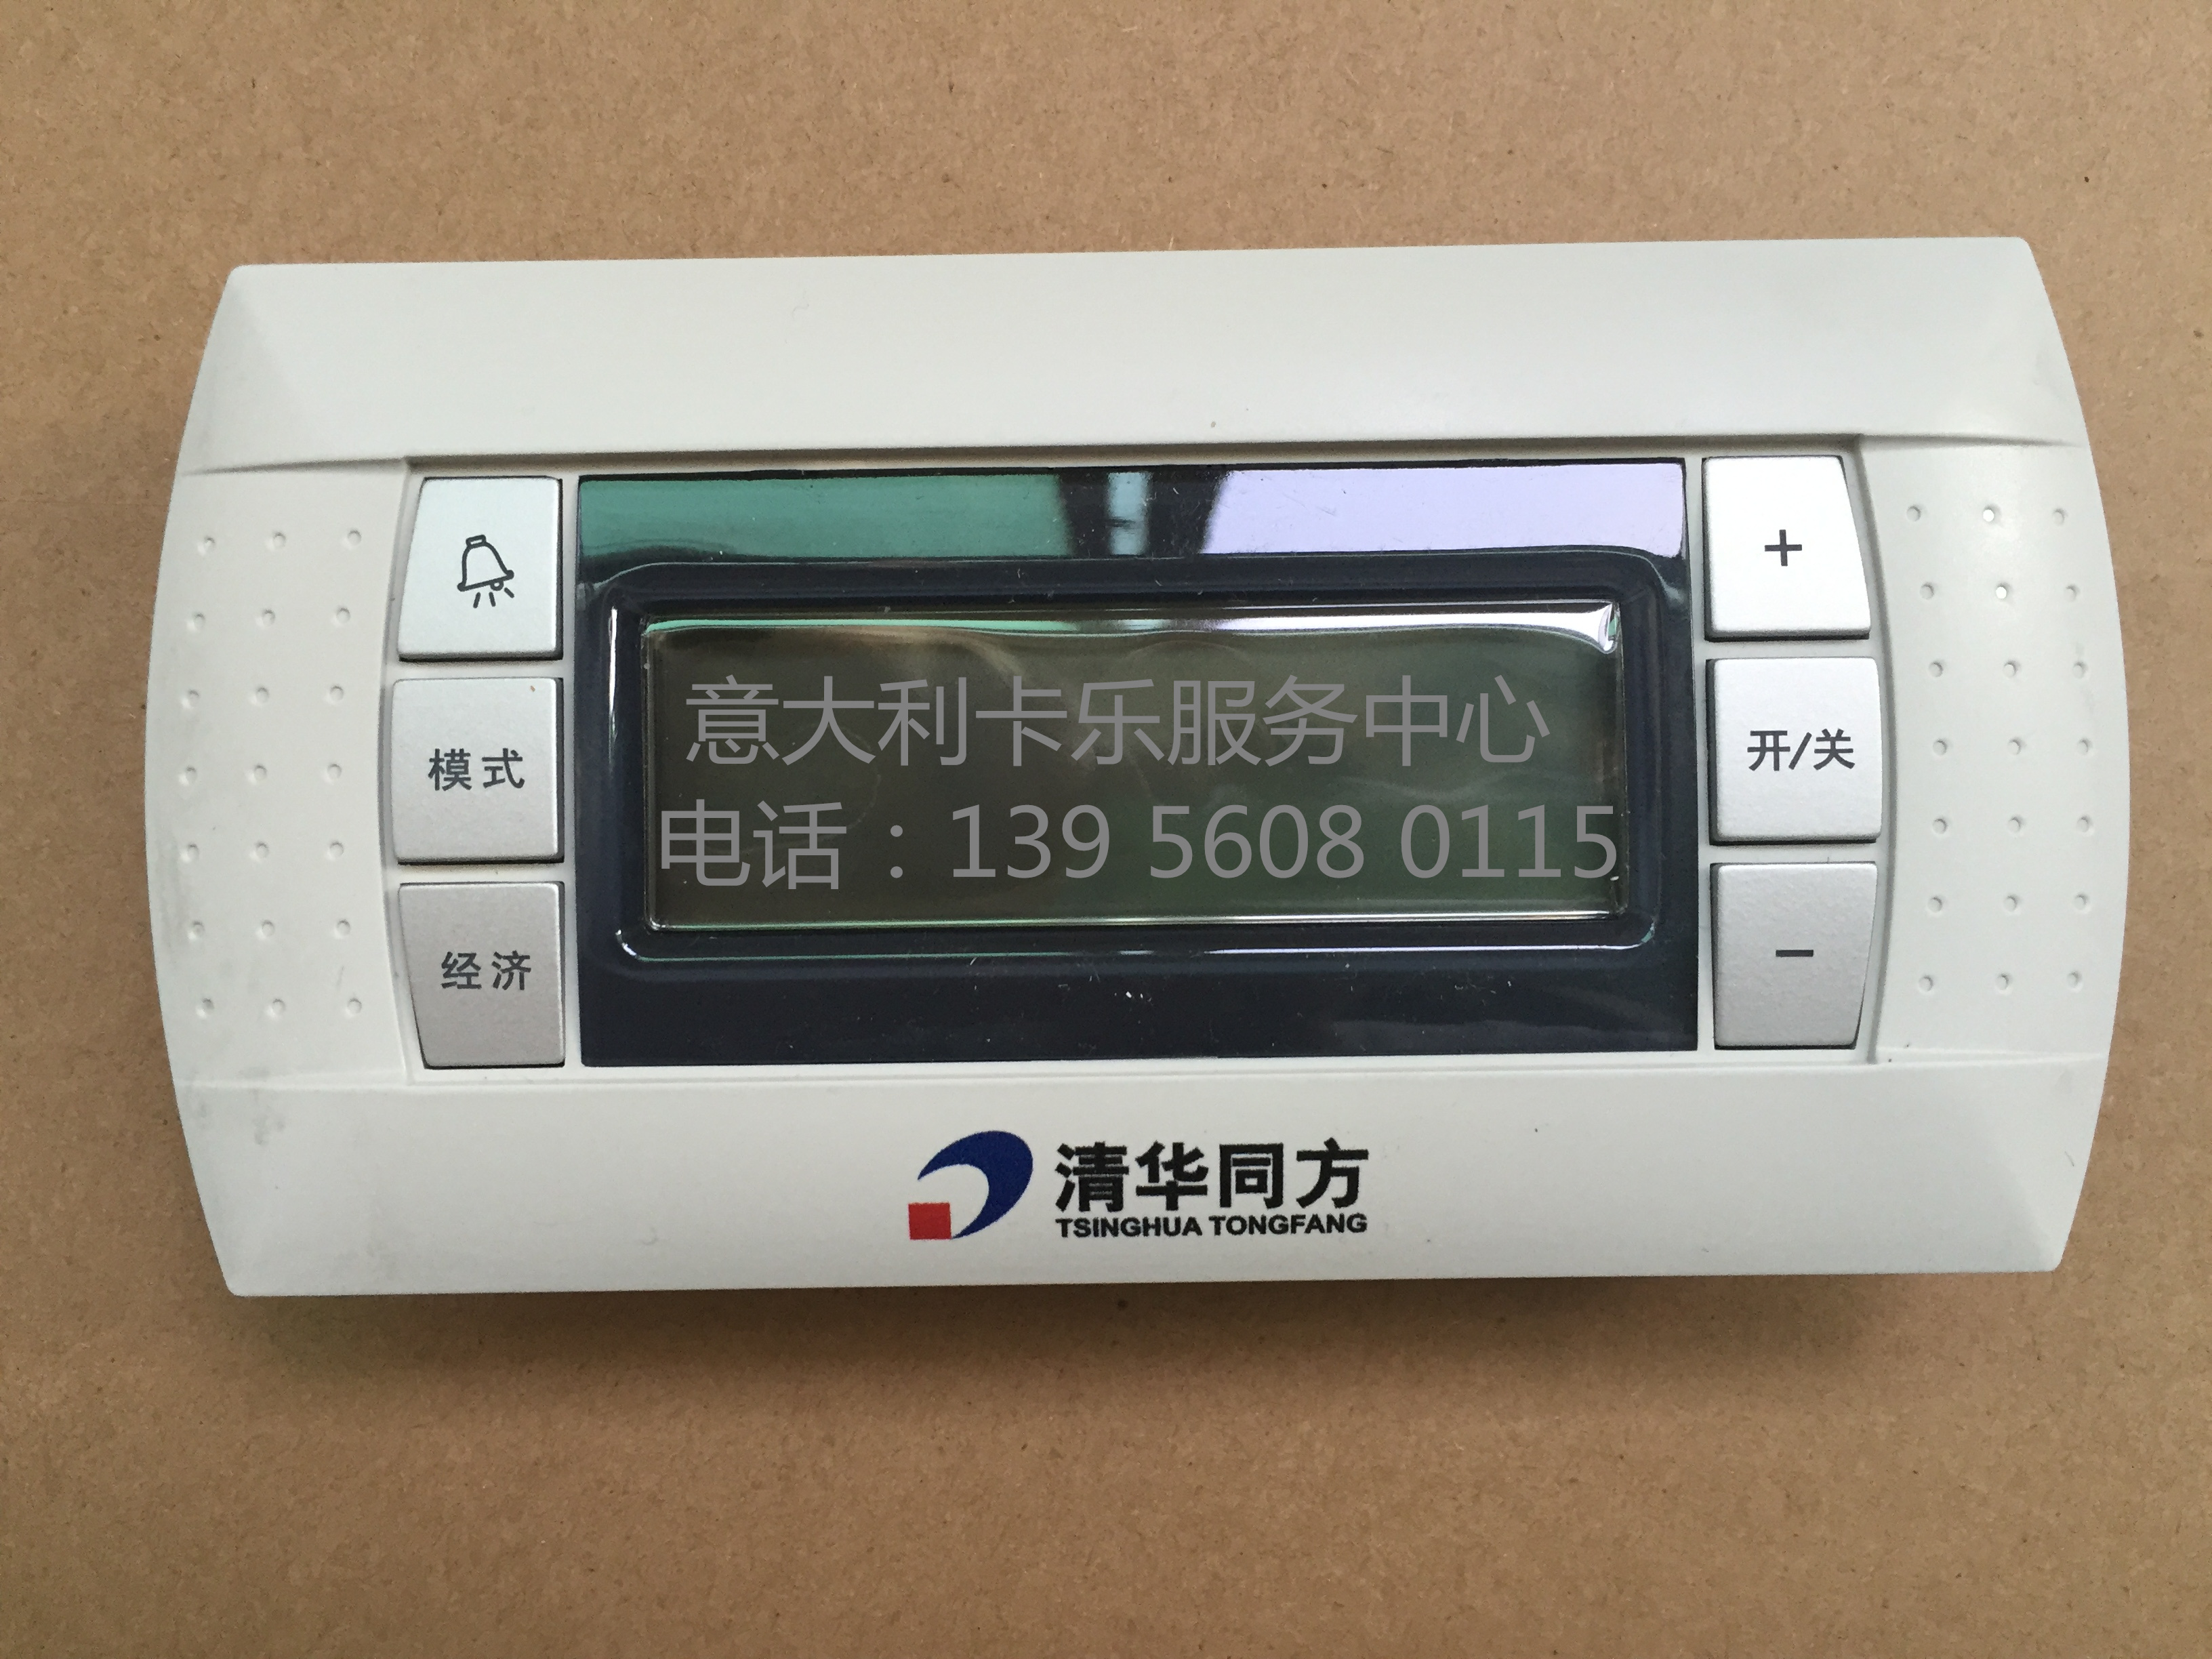 +
意大利卡乐服务中心
模式
开/关
电话：139 5608 0115
经济
−
清华同方
TSINGHUA TONGFANG